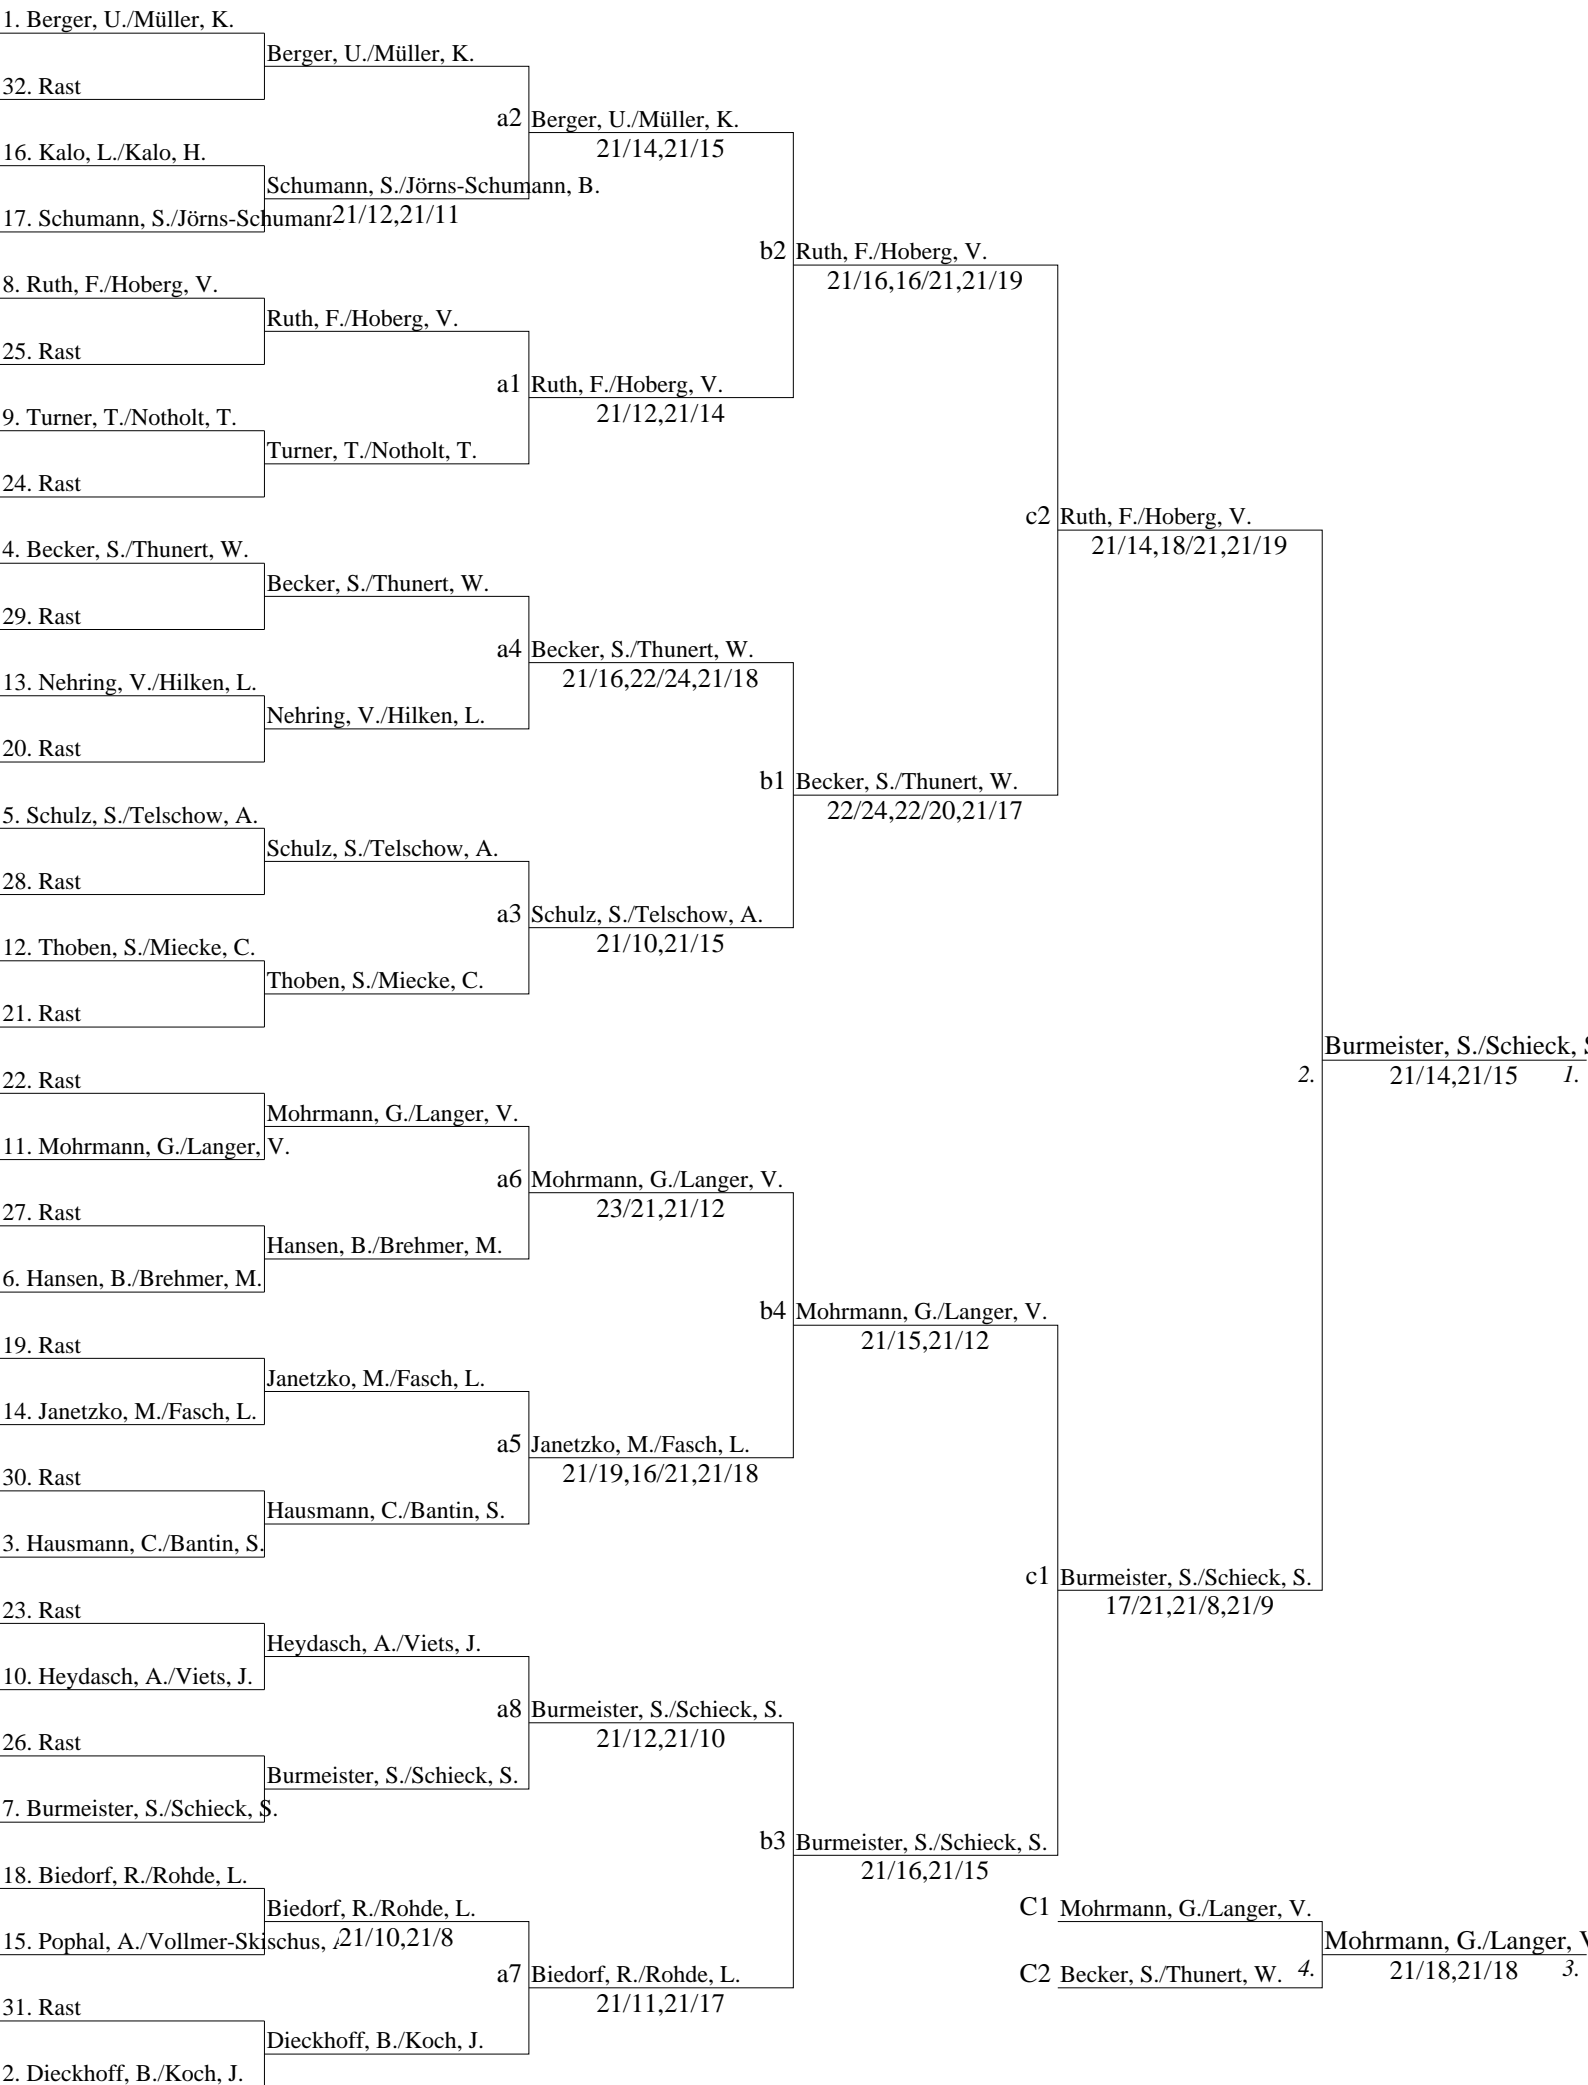 1. Berger, U./Müller, K.
Berger, U./Müller, K.
32. Rast
a2 Berger, U./Müller, K.
21/14,21/15
16. Kalo, L./Kalo, H.
Schumann, S./Jörns-Schumann, B.
17. Schumann, S./Jörns-Schumann 21/12,21/11
b2 Ruth, F./Hoberg, V.
21/16,16/21,21/19
8. Ruth, F./Hoberg, V.
Ruth, F./Hoberg, V.
25. Rast
a1 Ruth, F./Hoberg, V.
21/12,21/14
9. Turner, T./Notholt, T.
Turner, T./Notholt, T.
24. Rast
c2 Ruth, F./Hoberg, V.
21/14,18/21,21/19
4. Becker, S./Thunert, W.
Becker, S./Thunert, W.
29. Rast
a4 Becker, S./Thunert, W.
21/16,22/24,21/18
13. Nehring, V./Hilken, L.
Nehring, V./Hilken, L.
20. Rast
b1 Becker, S./Thunert, W.
22/24,22/20,21/17
5. Schulz, S./Telschow, A.
Schulz, S./Telschow, A.
28. Rast
a3 Schulz, S./Telschow, A.
21/10,21/15
12. Thoben, S./Miecke, C.
Thoben, S./Miecke, C.
21. Rast
Burmeister, S./Schieck, S
2. 21/14,21/15 1.
22. Rast
Mohrmann, G./Langer, V.
11. Mohrmann, G./Langer, V.
a6 Mohrmann, G./Langer, V.
23/21,21/12
27. Rast
Hansen, B./Brehmer, M.
6. Hansen, B./Brehmer, M.
b4 Mohrmann, G./Langer, V.
21/15,21/12
19. Rast
Janetzko, M./Fasch, L.
14. Janetzko, M./Fasch, L.
a5 Janetzko, M./Fasch, L.
21/19,16/21,21/18
30. Rast
Hausmann, C./Bantin, S.
3. Hausmann, C./Bantin, S.
c1 Burmeister, S./Schieck, S.
17/21,21/8,21/9
23. Rast
Heydasch, A./Viets, J.
10. Heydasch, A./Viets, J.
a8 Burmeister, S./Schieck, S.
21/12,21/10
26. Rast
Burmeister, S./Schieck, S.
7. Burmeister, S./Schieck, S.
b3 Burmeister, S./Schieck, S.
21/16,21/15
18. Biedorf, R./Rohde, L.
Biedorf, R./Rohde, L.
15. Pophal, A./Vollmer-Skischus, 21/10,21/8
a7 Biedorf, R./Rohde, L.
21/11,21/17
31. Rast
Dieckhoff, B./Koch, J.
2. Dieckhoff, B./Koch, J.
C1 Mohrmann, G./Langer, V.
Mohrmann, G./Langer, V
C2 Becker, S./Thunert, W. 4. 21/18,21/18 3.